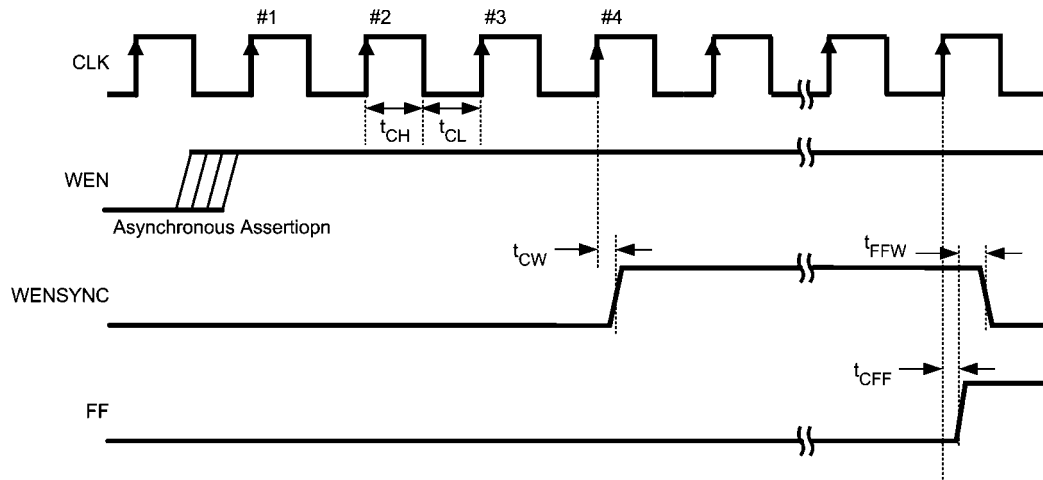 #1 #2 #3 #4
CLK
tCH tCL
WEN
Asynchronous Assertiopn
tCW tFFW
WENSYNC
tCFF
FF